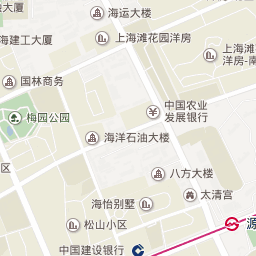 大厦
海运大楼
上海滩花园洋房
海建工大厦
上海滩
洋房-南
国林商务
中国农业
发展银行
梅园公园
海洋石油大楼
区
八方大楼
太清宫
海怡别墅
松山小区
源
中国建设银行